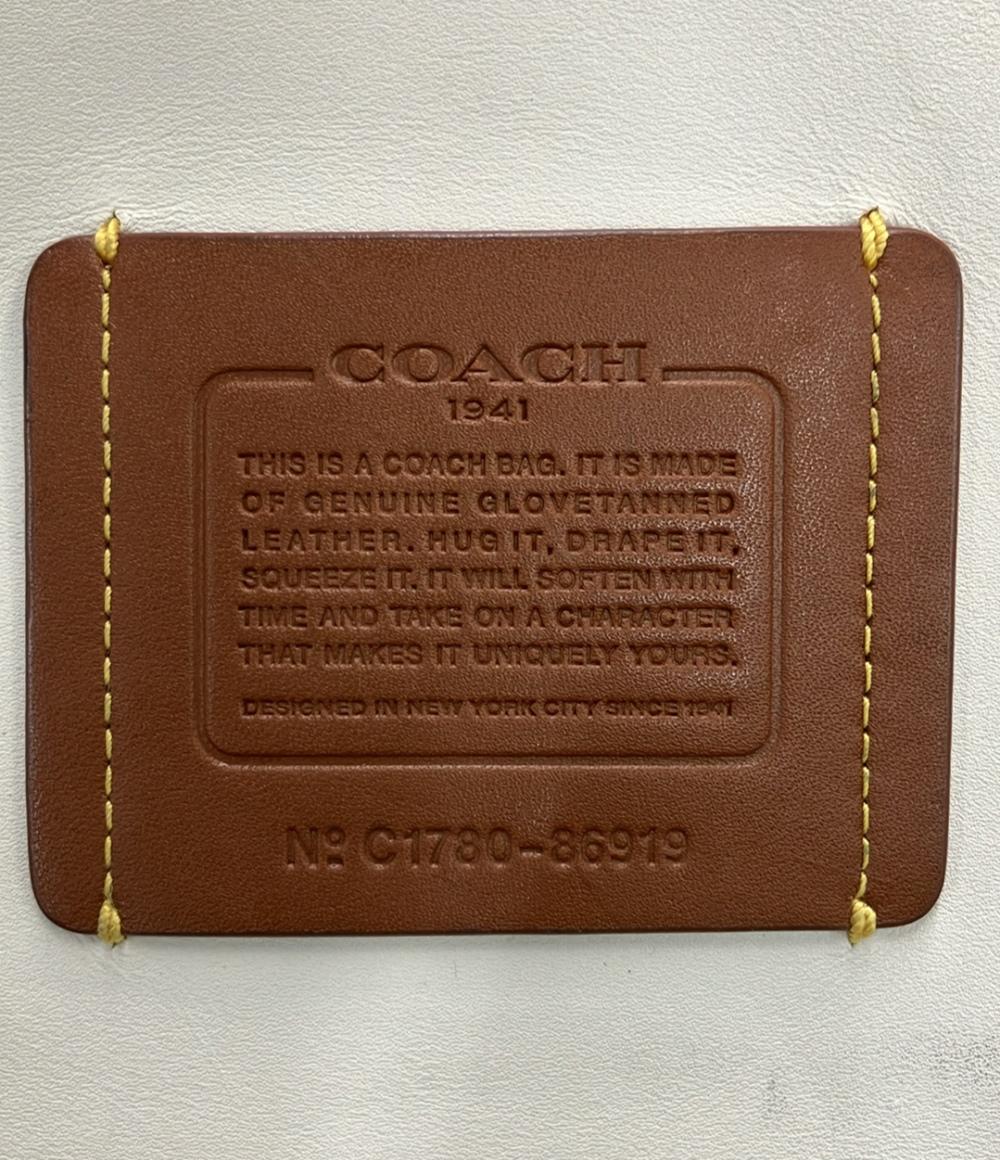 COACH
1941
THIS IS A COACH BAG. IT IS MADE
OF GENUINE GLOVETANNED
LEATHER. HUG IT, DRAPE IT,
SQUEEZE IT. IT WILL SOFTEN WITH
TIME AND TAKE ON A CHARACTER
THAT MAKES IT UNIQUELY YOURS.
DESIGNED IN NEW YORK CITY SINCE 1941
Nº C1780-86919